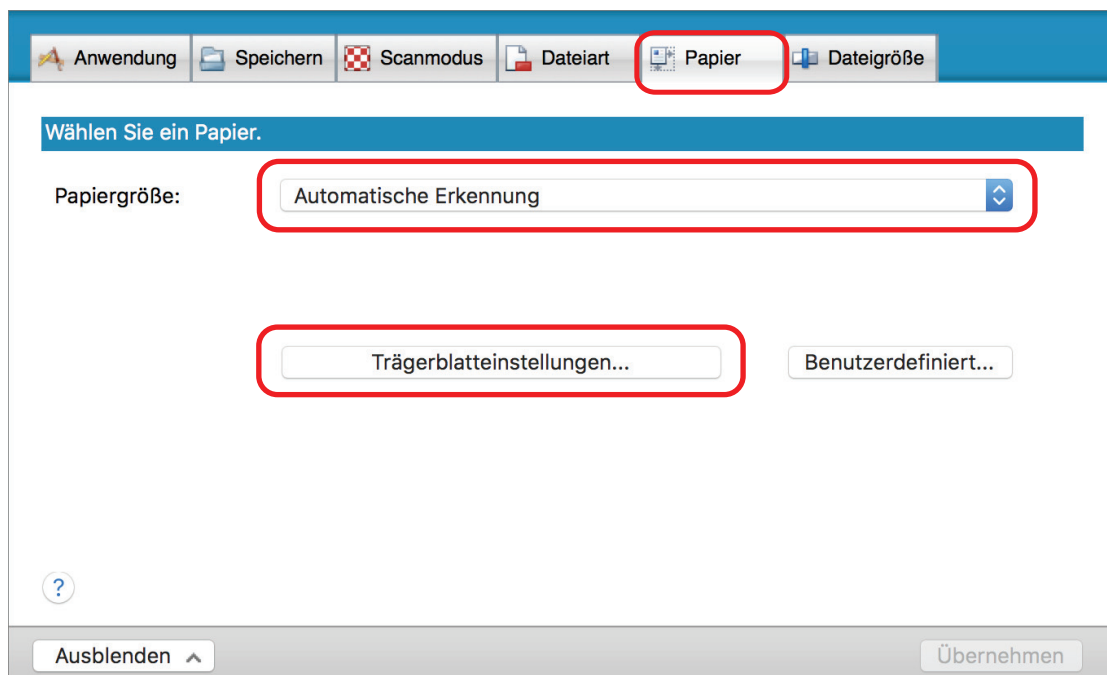 Anwendung Speichern Scanmodus Dateiart Papier Dateigröße
Wählen Sie ein Papier.
Papiergröße: Automatische Erkennung
Trägerblatteinstellungen... Benutzerdefiniert...
?
Ausblenden Übernehmen